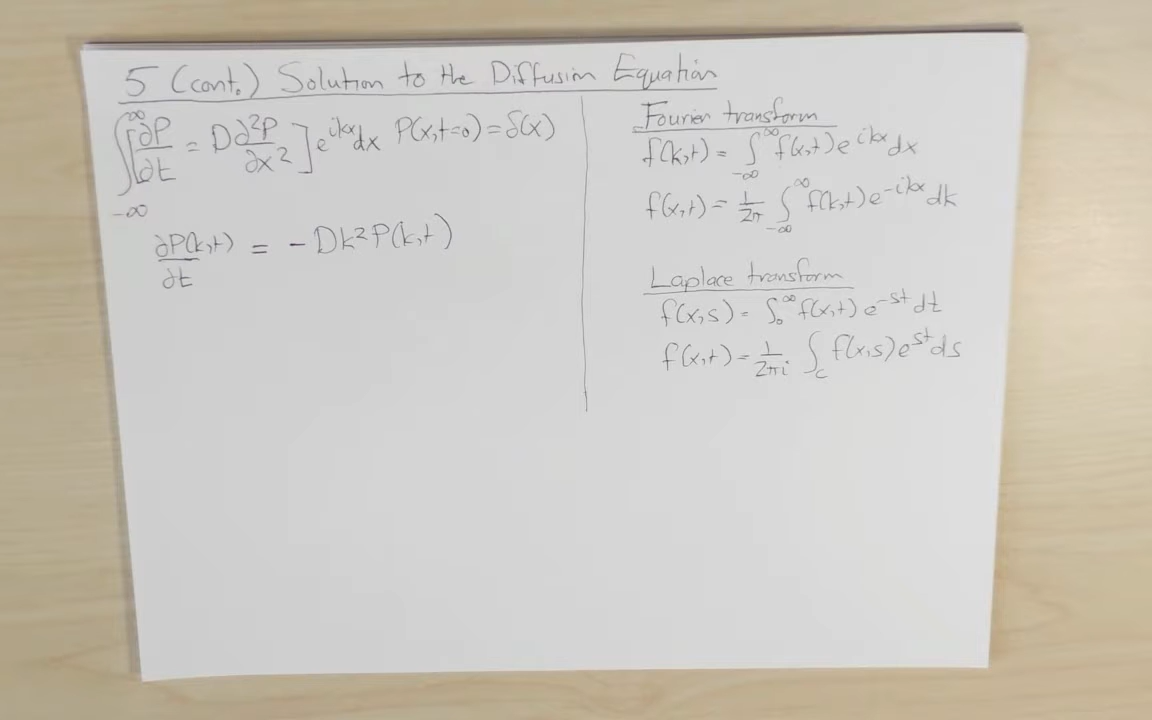 5 (cont.) Solution to the Diffusion Equation
∫_{-∞}^{∞} [∂P/∂t = D ∂²P/∂x²] e^{ikx} dx P(x,t=0) = δ(x)
∂P(k,t)/∂t = -Dk²P(k,t)
Fourier transform
f(k,t) = ∫_{-∞}^{∞} f(x,t) e^{ikx} dx
f(x,t) = 1/2π ∫_{-∞}^{∞} f(k,t) e^{-ikx} dk
Laplace transform
f(x,s) = ∫_0^∞ f(x,t) e^{-st} dt
f(x,t) = 1/2πi ∫_C f(x,s) e^{st} ds